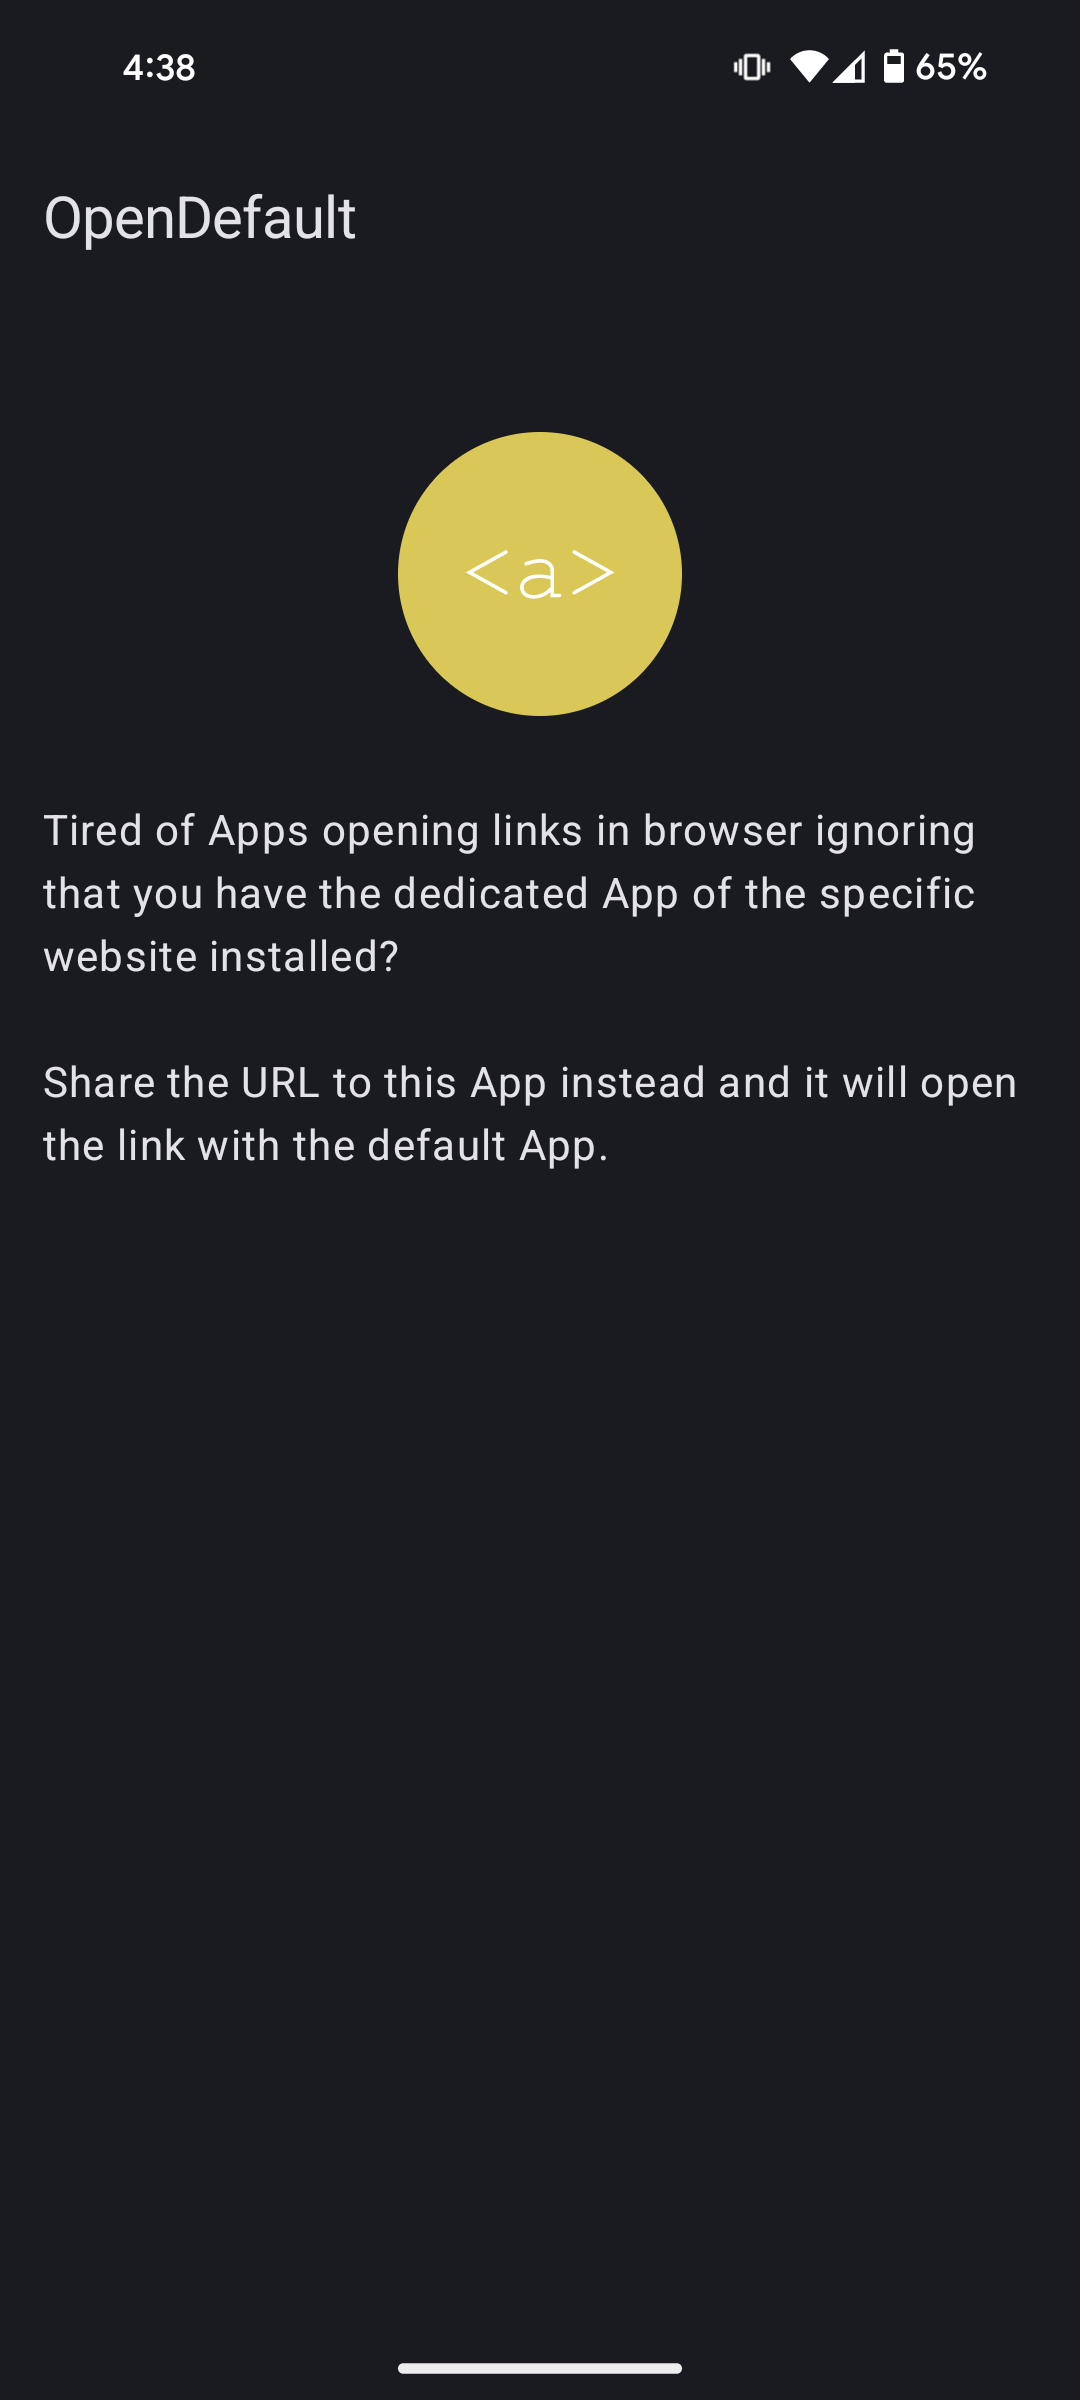 4:38
65%
OpenDefault
<a>
Tired of Apps opening links in browser ignoring
that you have the dedicated App of the specific
website installed?
Share the URL to this App instead and it will open
the link with the default App.